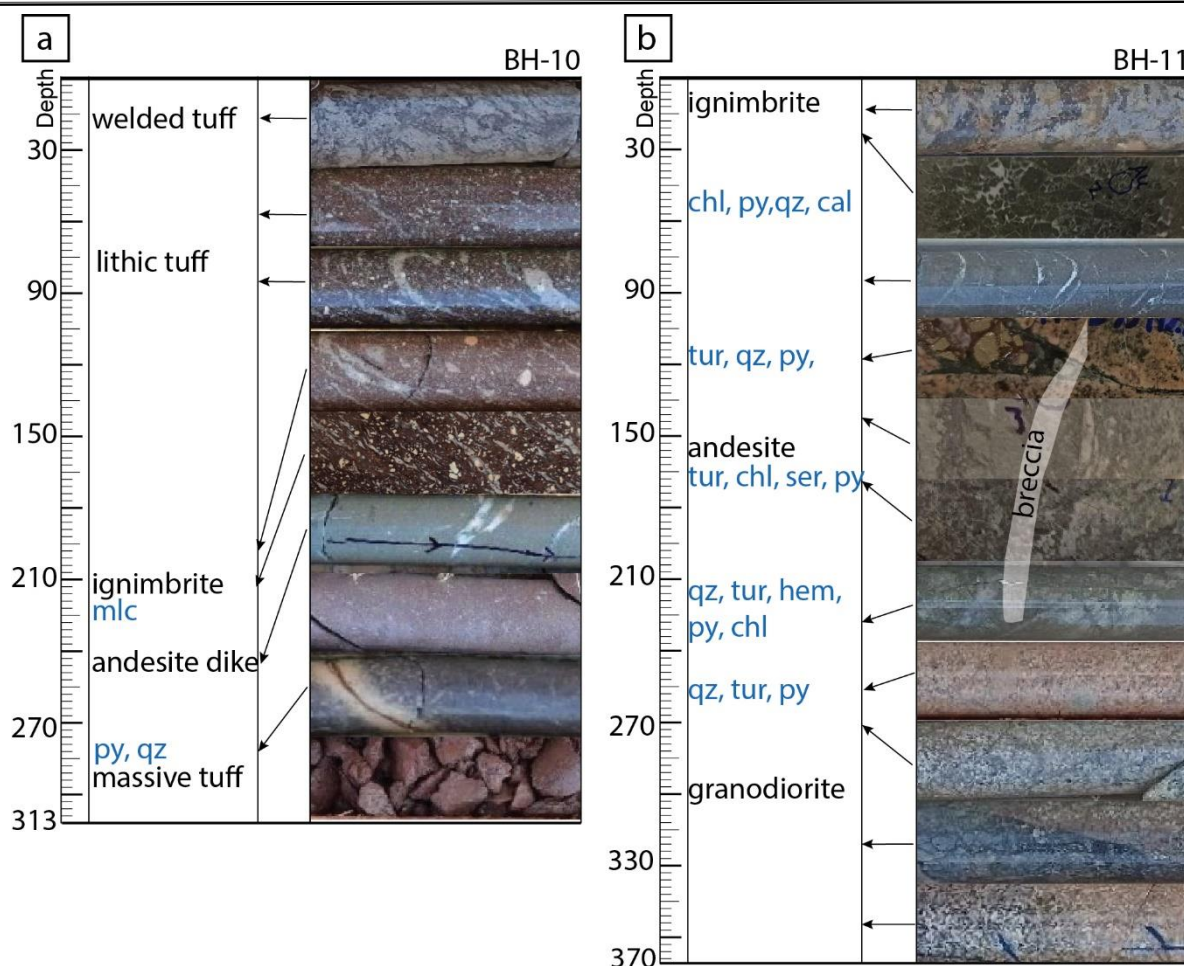 a
BH-10
Depth
welded tuff
30
lithic tuff
90
150
210
ignimbrite
mlc
andesite dike
270
py, qz
massive tuff
313
b
BH-11
Depth
ignimbrite
30
chl, py,qz, cal
90
tur, qz, py,
150
andesite
tur, chl, ser, py
breccia
210
qz, tur, hem,
py, chl
qz, tur, py
270
granodiorite
330
370